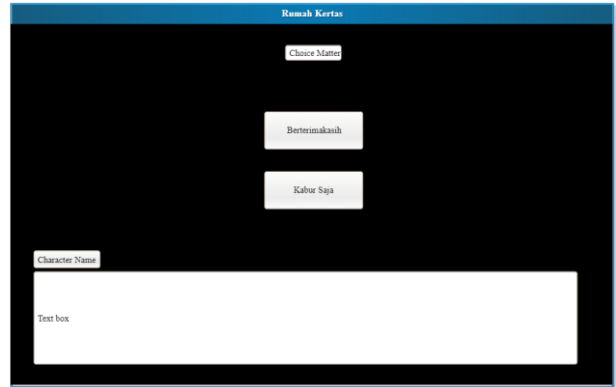 Rumah Kertas
Choice Matter
Berterimakasih
Kabur Saja
Character Name
Text box